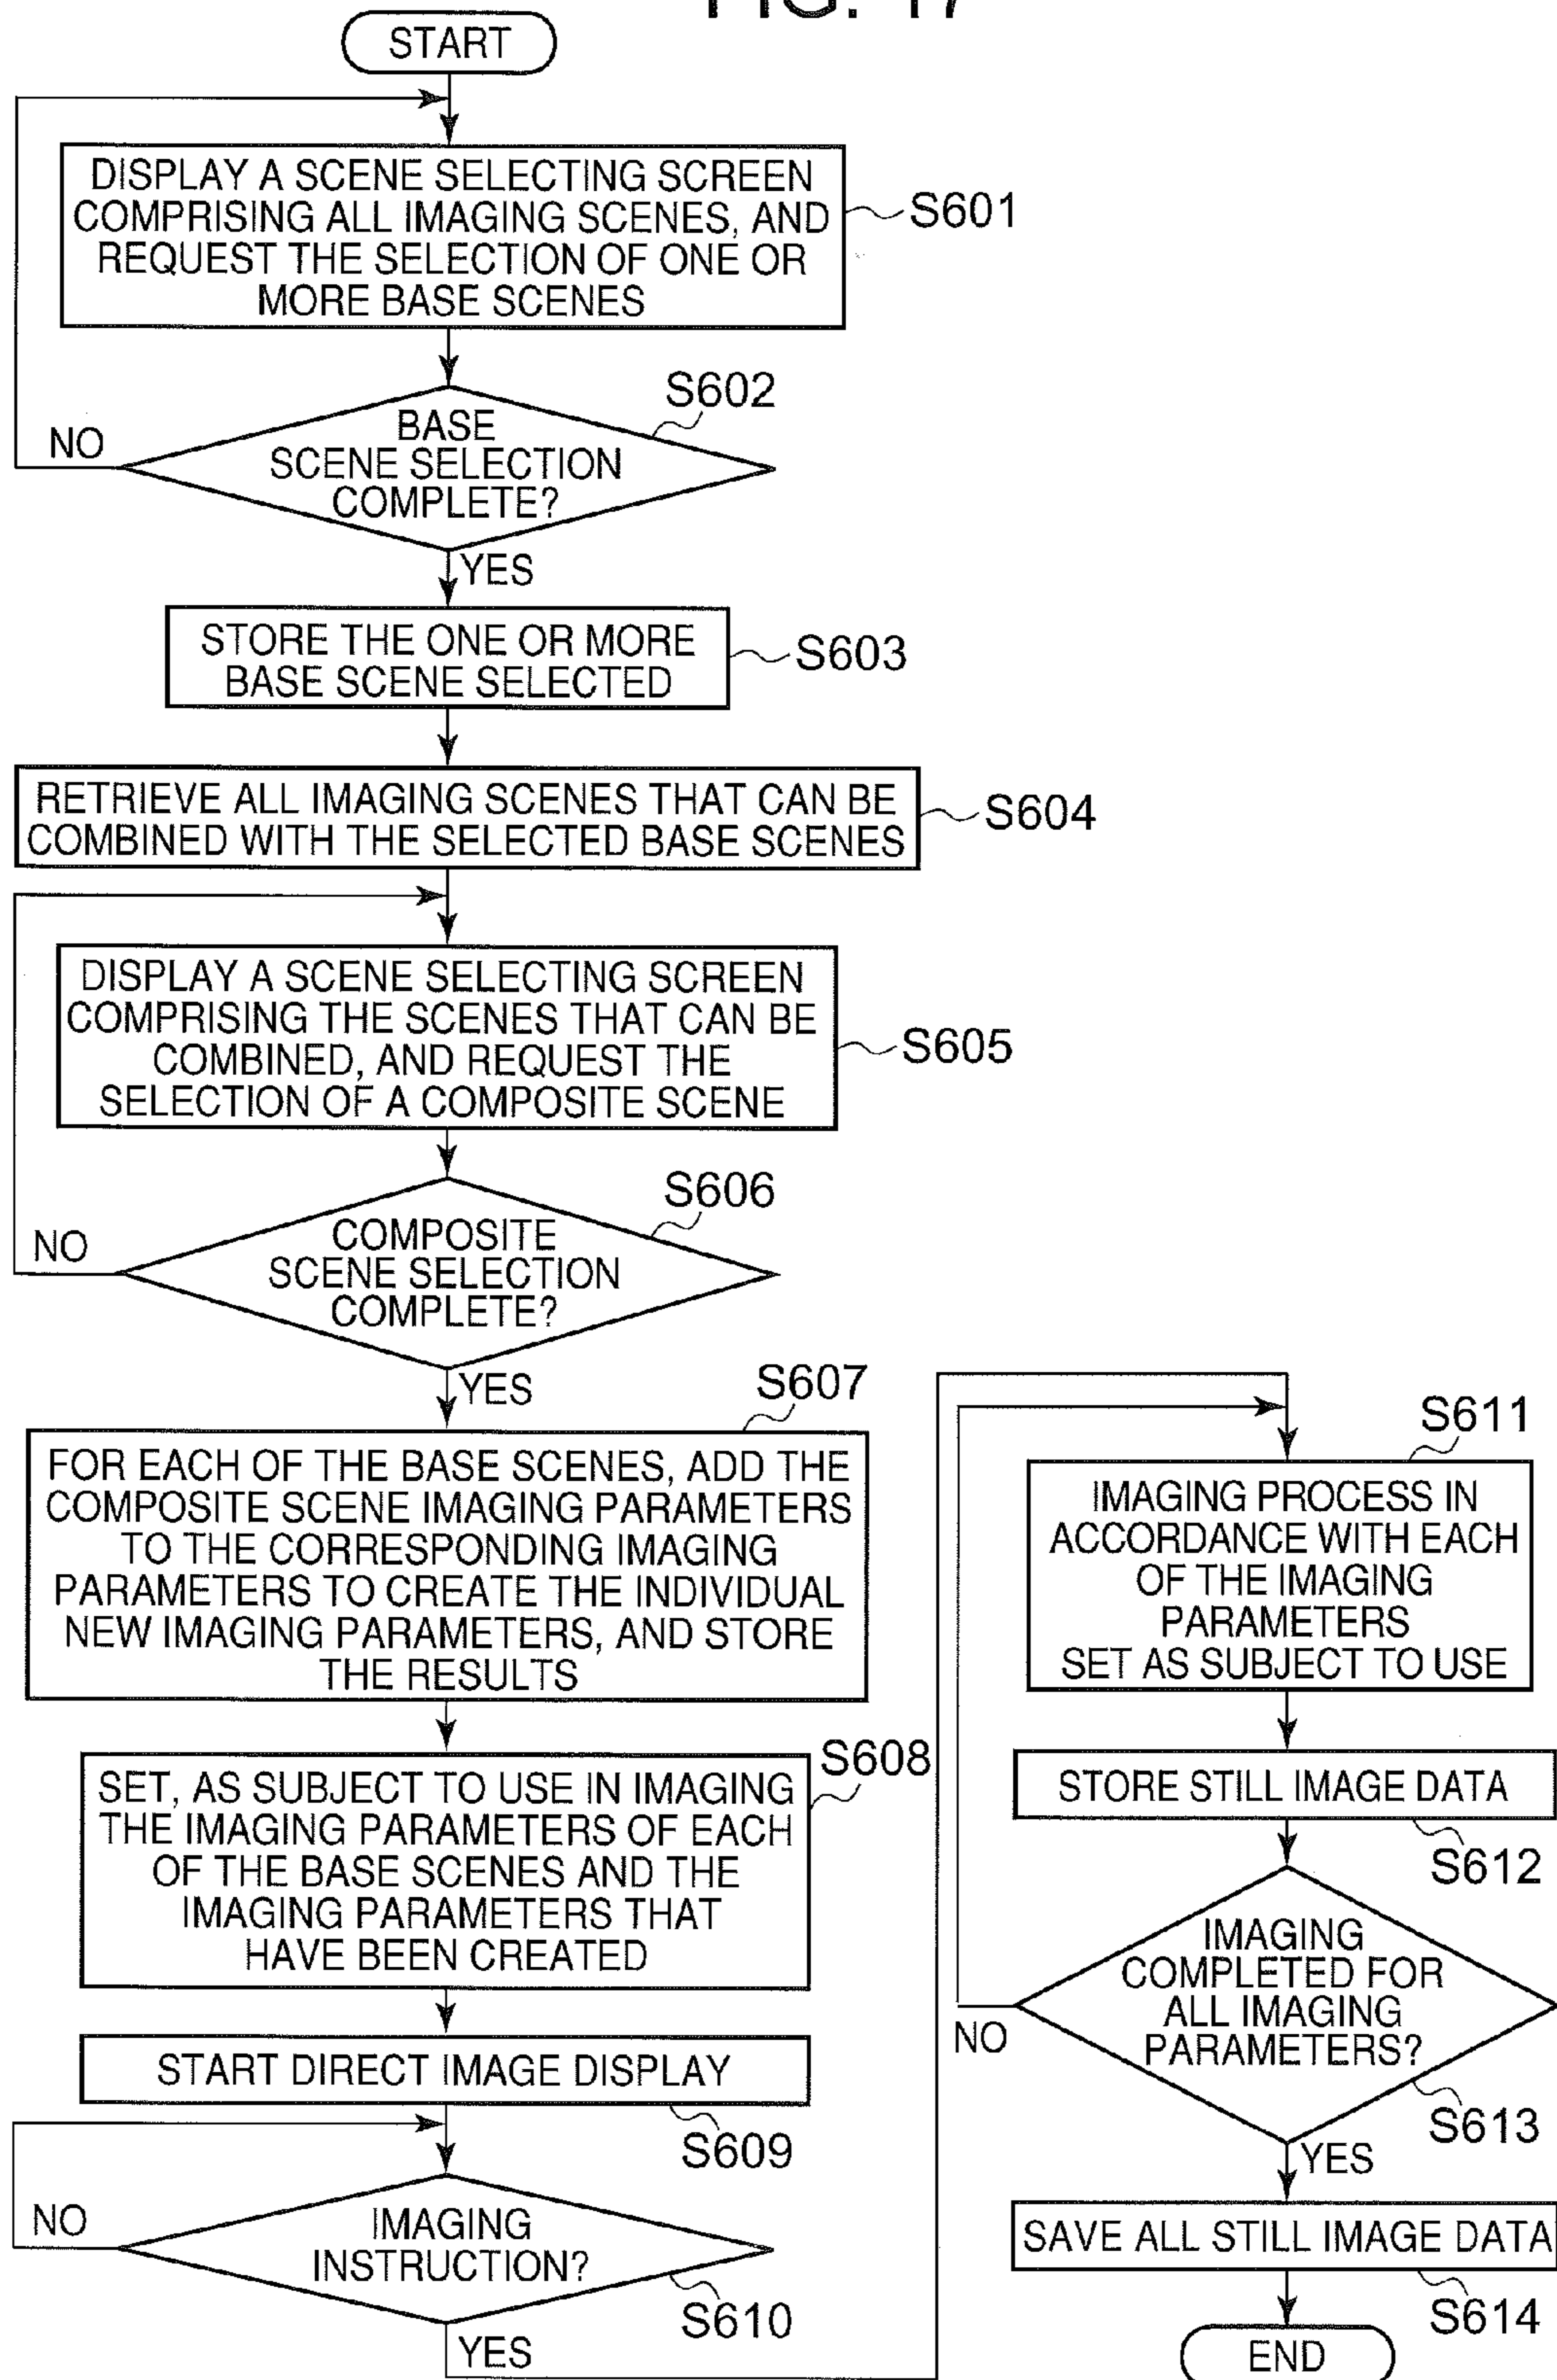 FIG. 17
START
DISPLAY A SCENE SELECTING SCREEN
COMPRISING ALL IMAGING SCENES, AND
REQUEST THE SELECTION OF ONE OR
MORE BASE SCENES
S601
S602
BASE
SCENE SELECTION
COMPLETE?
NO
YES
STORE THE ONE OR MORE
BASE SCENE SELECTED
S603
RETRIEVE ALL IMAGING SCENES THAT CAN BE
COMBINED WITH THE SELECTED BASE SCENES
S604
DISPLAY A SCENE SELECTING SCREEN
COMPRISING THE SCENES THAT CAN BE
COMBINED, AND REQUEST THE
SELECTION OF A COMPOSITE SCENE
S605
S606
COMPOSITE
SCENE SELECTION
COMPLETE?
NO
YES
S607
FOR EACH OF THE BASE SCENES, ADD THE
COMPOSITE SCENE IMAGING PARAMETERS
TO THE CORRESPONDING IMAGING
PARAMETERS TO CREATE THE INDIVIDUAL
NEW IMAGING PARAMETERS, AND STORE
THE RESULTS
S608
SET, AS SUBJECT TO USE IN IMAGING
THE IMAGING PARAMETERS OF EACH
OF THE BASE SCENES AND THE
IMAGING PARAMETERS THAT
HAVE BEEN CREATED
START DIRECT IMAGE DISPLAY
S609
NO
IMAGING
INSTRUCTION?
S610
YES
S611
IMAGING PROCESS IN
ACCORDANCE WITH EACH
OF THE IMAGING
PARAMETERS
SET AS SUBJECT TO USE
STORE STILL IMAGE DATA
S612
IMAGING
COMPLETED FOR
ALL IMAGING
PARAMETERS?
NO
S613
YES
SAVE ALL STILL IMAGE DATA
S614
END